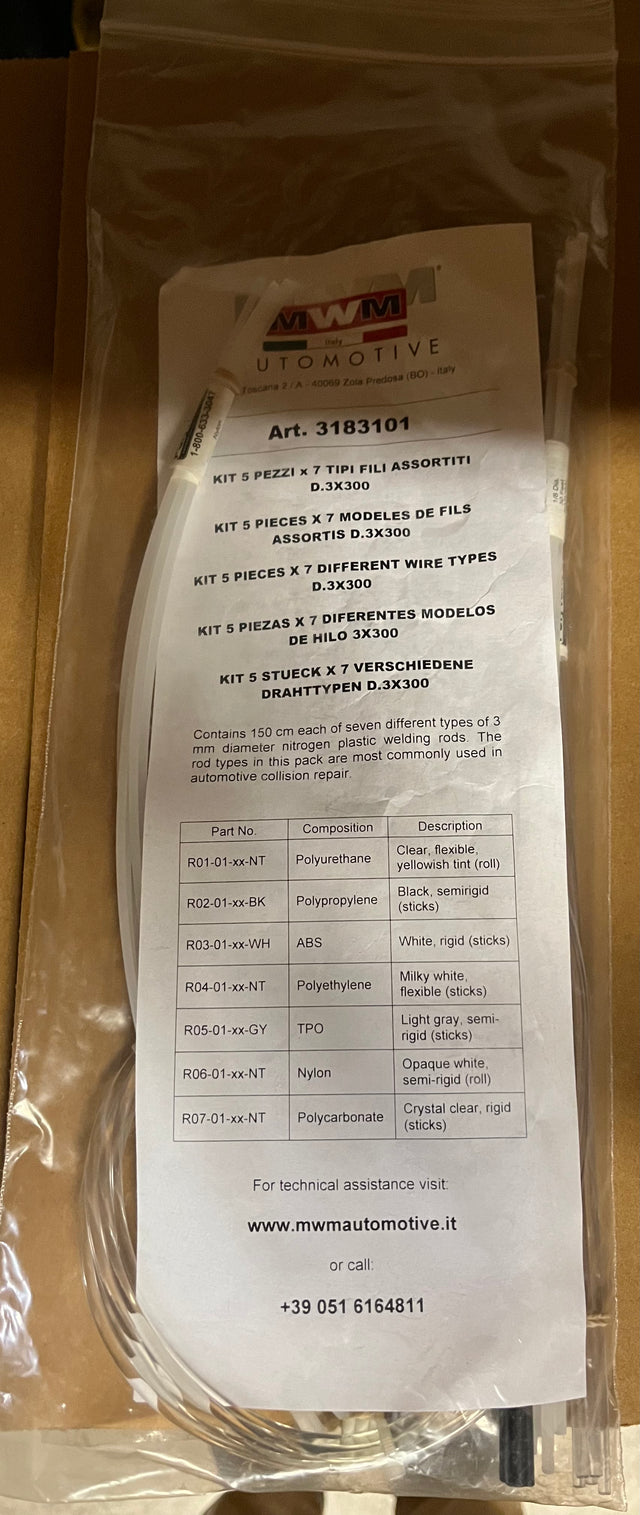 MWM
Italy
UTOMOTIVE
Toscana 2 / A - 40069 Zola Predosa (BO) - Italy
1-800-633-3047
Art. 3183101
KIT 5 PEZZI x 7 TIPI FILI ASSORTITI
D.3X300
KIT 5 PIECES X 7 MODELES DE FILS
ASSORTIS D.3X300
1/8 Dia.
KIT 5 PIECES X 7 DIFFERENT WIRE TYPES
D.3X300
KIT 5 PIEZAS X 7 DIFERENTES MODELOS
DE HILO 3X300
KIT 5 STUECK X 7 VERSCHIEDENE
DRAHTTYPEN D.3X300
Contains 150 cm each of seven different types of 3
mm diameter nitrogen plastic welding rods. The
rod types in this pack are most commonly used in
automotive collision repair.
Part No. Composition Description
R01-01-xx-NT Polyurethane Clear, flexible,
yellowish tint (roll)
R02-01-xx-BK Polypropylene Black, semirigid
(sticks)
R03-01-xx-WH ABS White, rigid (sticks)
R04-01-xx-NT Polyethylene Milky white,
flexible (sticks)
R05-01-xx-GY TPO Light gray, semi-
rigid (sticks)
R06-01-xx-NT Nylon Opaque white,
semi-rigid (roll)
R07-01-xx-NT Polycarbonate Crystal clear, rigid
(sticks)
For technical assistance visit:
www.mwmautomotive.it
or call:
+39 051 6164811